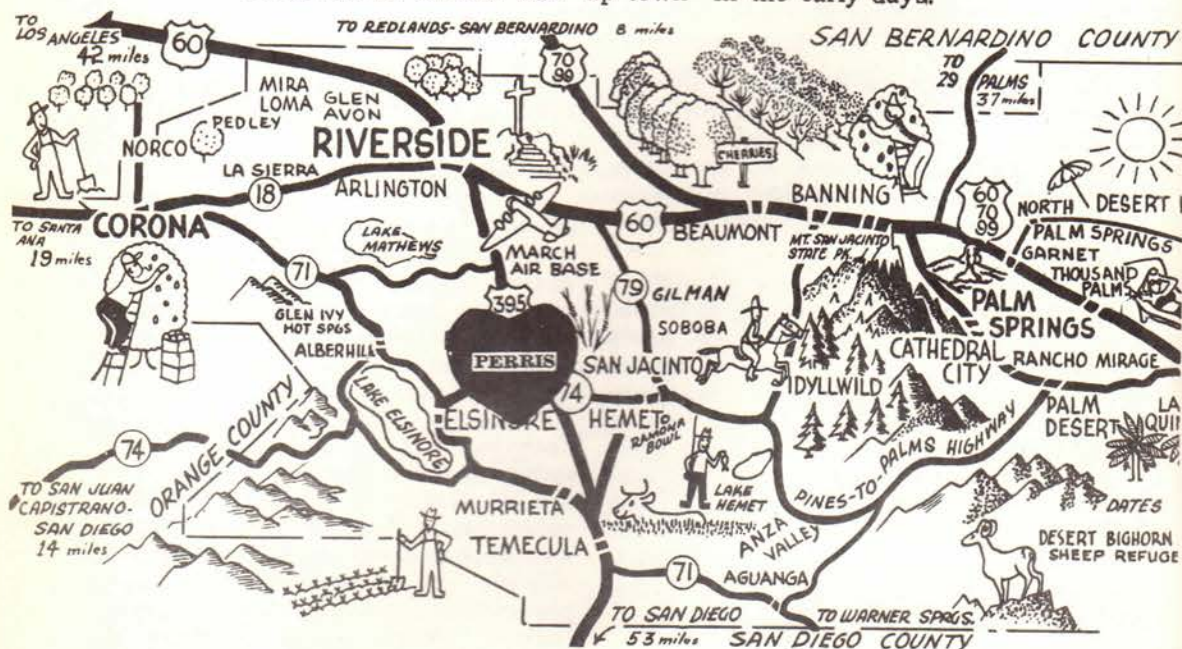 in the early days.
TO LOS ANGELES
42 miles
60
TO REDLANDS-SAN BERNARDINO 8 miles
70
99
SAN BERNARDINO COUNTY
TO 29 PALMS
37 miles
MIRA LOMA
GLEN AVON
PEDLEY
NORCO
RIVERSIDE
CHERRIES
LA SIERRA
18
ARLINGTON
BANNING
60
70
99
NORTH PALM SPRINGS
DESERT
CORONA
TO SANTA ANA
19 miles
LAKE MATHEWS
MARCH AIR BASE
60
BEAUMONT
MT. SAN JACINTO STATE PK.
GARNET
THOUSAND PALMS
71
395
79
GILMAN
GLEN IVY HOT SPGS
SOBOBA
PALM SPRINGS
ALBERHILL
PERRIS
SAN JACINTO
CATHEDRAL CITY
RANCHO MIRAGE
IDYLLWILD
74
LAKE ELSINORE
ELSINORE
HEMET
TO RAMONA BOWL
PALM DESERT
LA
ORANGE COUNTY
74
TO SAN JUAN CAPISTRANO-
SAN DIEGO
14 miles
PINES-TO-PALMS HIGHWAY
LAKE HEMET
DATES
MURRIETA
ANZA VALLEY
TEMECULA
DESERT BIGHORN
SHEEP REFUGE
71
AGUANGA
TO SAN DIEGO
53 miles
TO WARNER SPRGS.
SAN DIEGO COUNTY